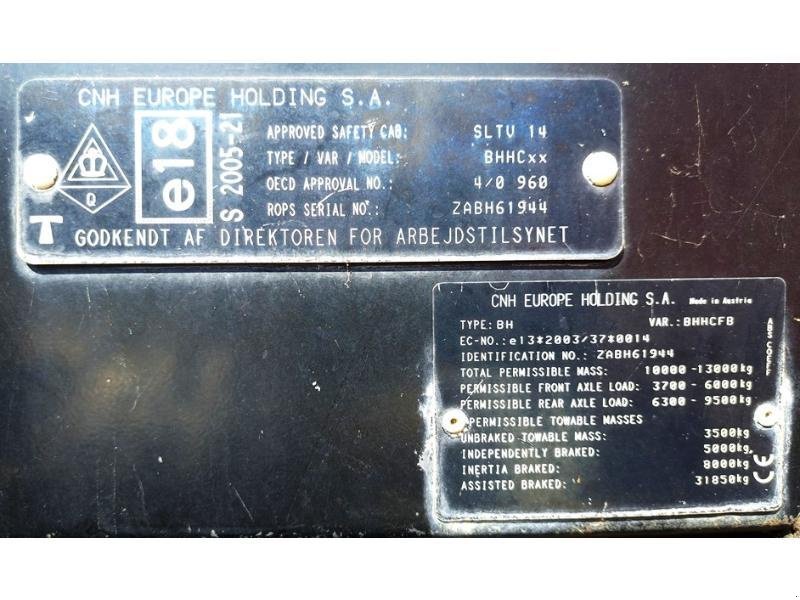 CNH EUROPE HOLDING S.A.
e18
S 2005-21
Q
T
APPROVED SAFETY CAB: SLTV 14
TYPE / VAR / MODEL: BHHCxx
OECD APPROVAL NO.: 4/0 960
ROPS SERIAL NO.: ZABH61944
GODKENDT AF DIREKTOREN FOR ARBEJDSTILSYNET
CNH EUROPE HOLDING S.A. Made in Austria
TYPE: BH VAR.: BHHCFB
EC-NO.: e13*2003/37*0014
IDENTIFICATION NO.: ZABH61944
TOTAL PERMISSIBLE MASS: 10000 -13000kg
PERMISSIBLE FRONT AXLE LOAD: 3700 - 6000kg
PERMISSIBLE REAR AXLE LOAD: 6300 - 9500kg
PERMISSIBLE TOWABLE MASSES
UNBRAKED TOWABLE MASS: 3500kg
INDEPENDENTLY BRAKED: 5000kg
INERTIA BRAKED: 8000kg
ASSISTED BRAKED: 31850kg
CE